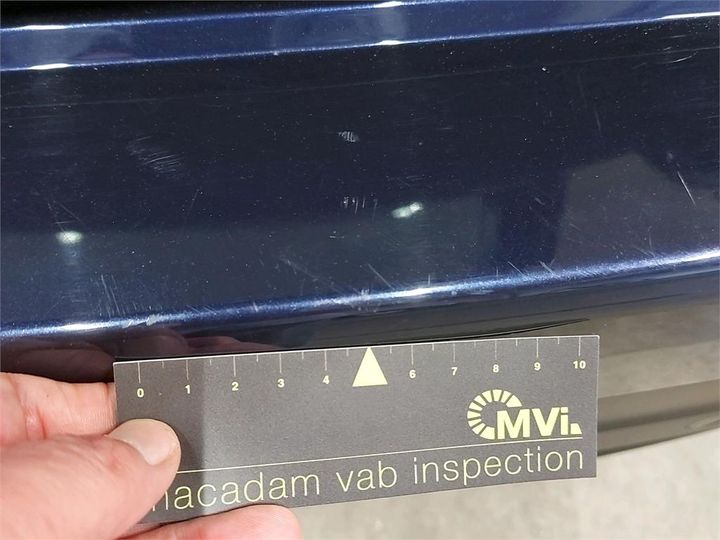 0 1 2 3 4 6 7 8 9 10
MVi.
macadam vab inspection